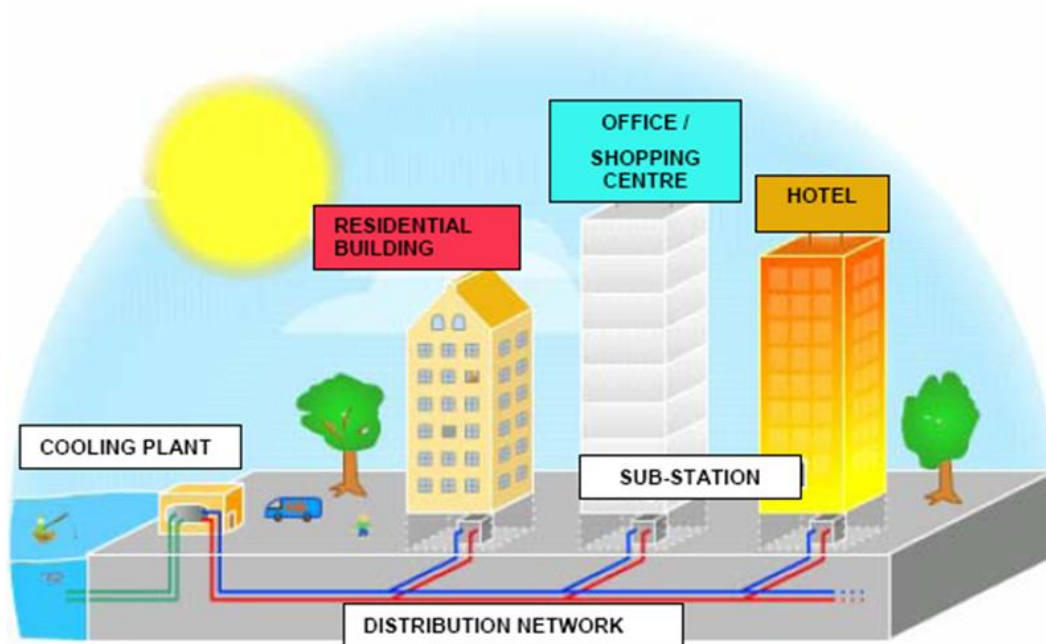 OFFICE /
SHOPPING
CENTRE
HOTEL
RESIDENTIAL
BUILDING
COOLING PLANT
SUB-STATION
DISTRIBUTION NETWORK